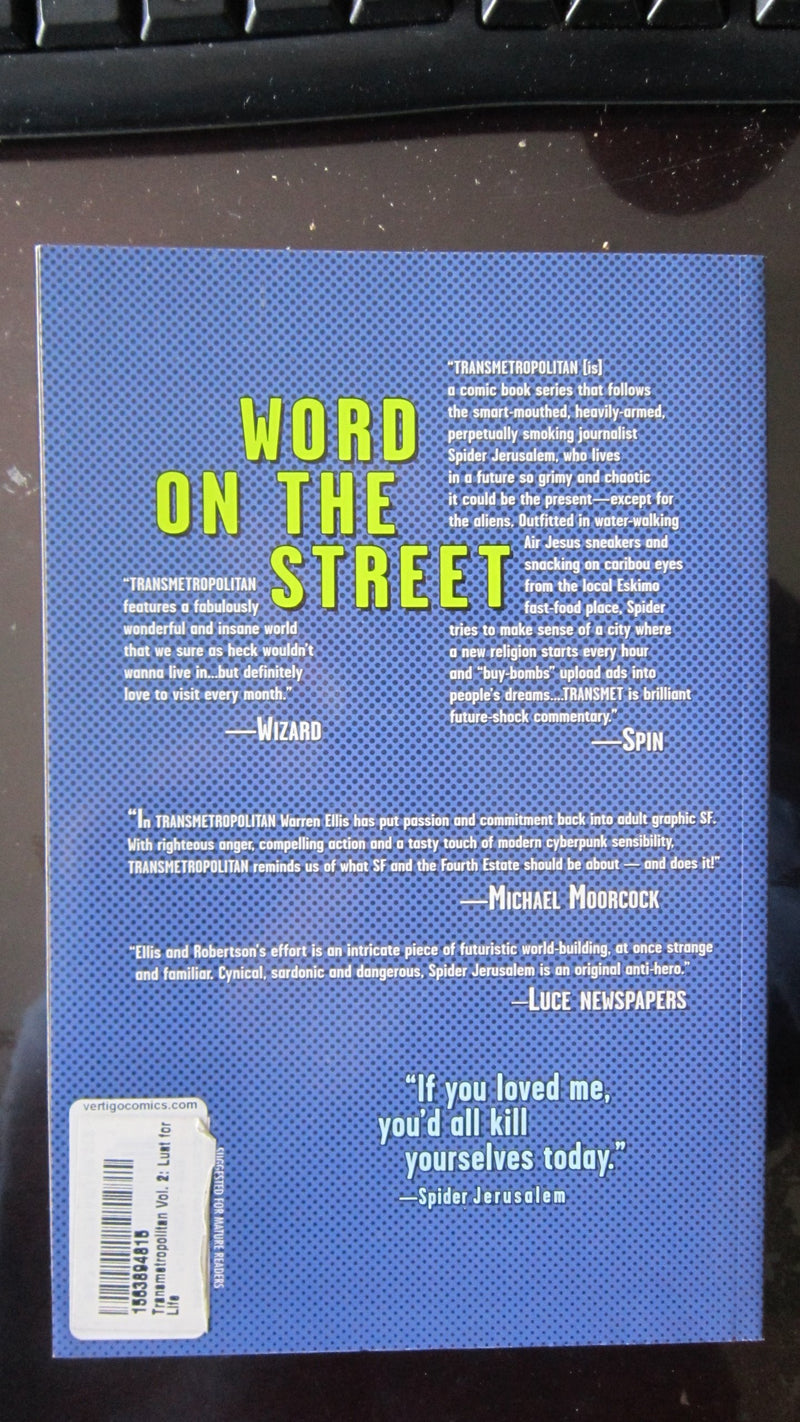 WORD
ON THE
STREET
"TRANSMETROPOLITAN
features a fabulously
wonderful and insane world
that we sure as heck wouldn't
wanna live in...but definitely
love to visit every month."
—WIZARD
"TRANSMETROPOLITAN [is]
a comic book series that follows
the smart-mouthed, heavily-armed,
perpetually smoking journalist
Spider Jerusalem, who lives
in a future so grimy and chaotic
it could be the present—except for
the aliens. Outfitted in water-walking
Air Jesus sneakers and
snacking on caribou eyes
from the local Eskimo
fast-food place, Spider
tries to make sense of a city where
a new religion starts every hour
and "buy-bombs" upload ads into
people's dreams....TRANSMET is brilliant
future-shock commentary."
—SPIN
"In TRANSMETROPOLITAN Warren Ellis has put passion and commitment back into adult graphic SF.
With righteous anger, compelling action and a tasty touch of modern cyberpunk sensibility,
TRANSMETROPOLITAN reminds us of what SF and the Fourth Estate should be about — and does it!"
—MICHAEL MOORCOCK
"Ellis and Robertson's effort is an intricate piece of futuristic world-building, at once strange
and familiar. Cynical, sardonic and dangerous, Spider Jerusalem is an original anti-hero."
—LUCE NEWSPAPERS
"If you loved me,
you'd all kill
yourselves today."
—Spider Jerusalem
vertigocomics.com
1563894815
Transmetropolitan Vol. 2: Lust for
Life
SUGGESTED FOR MATURE READERS